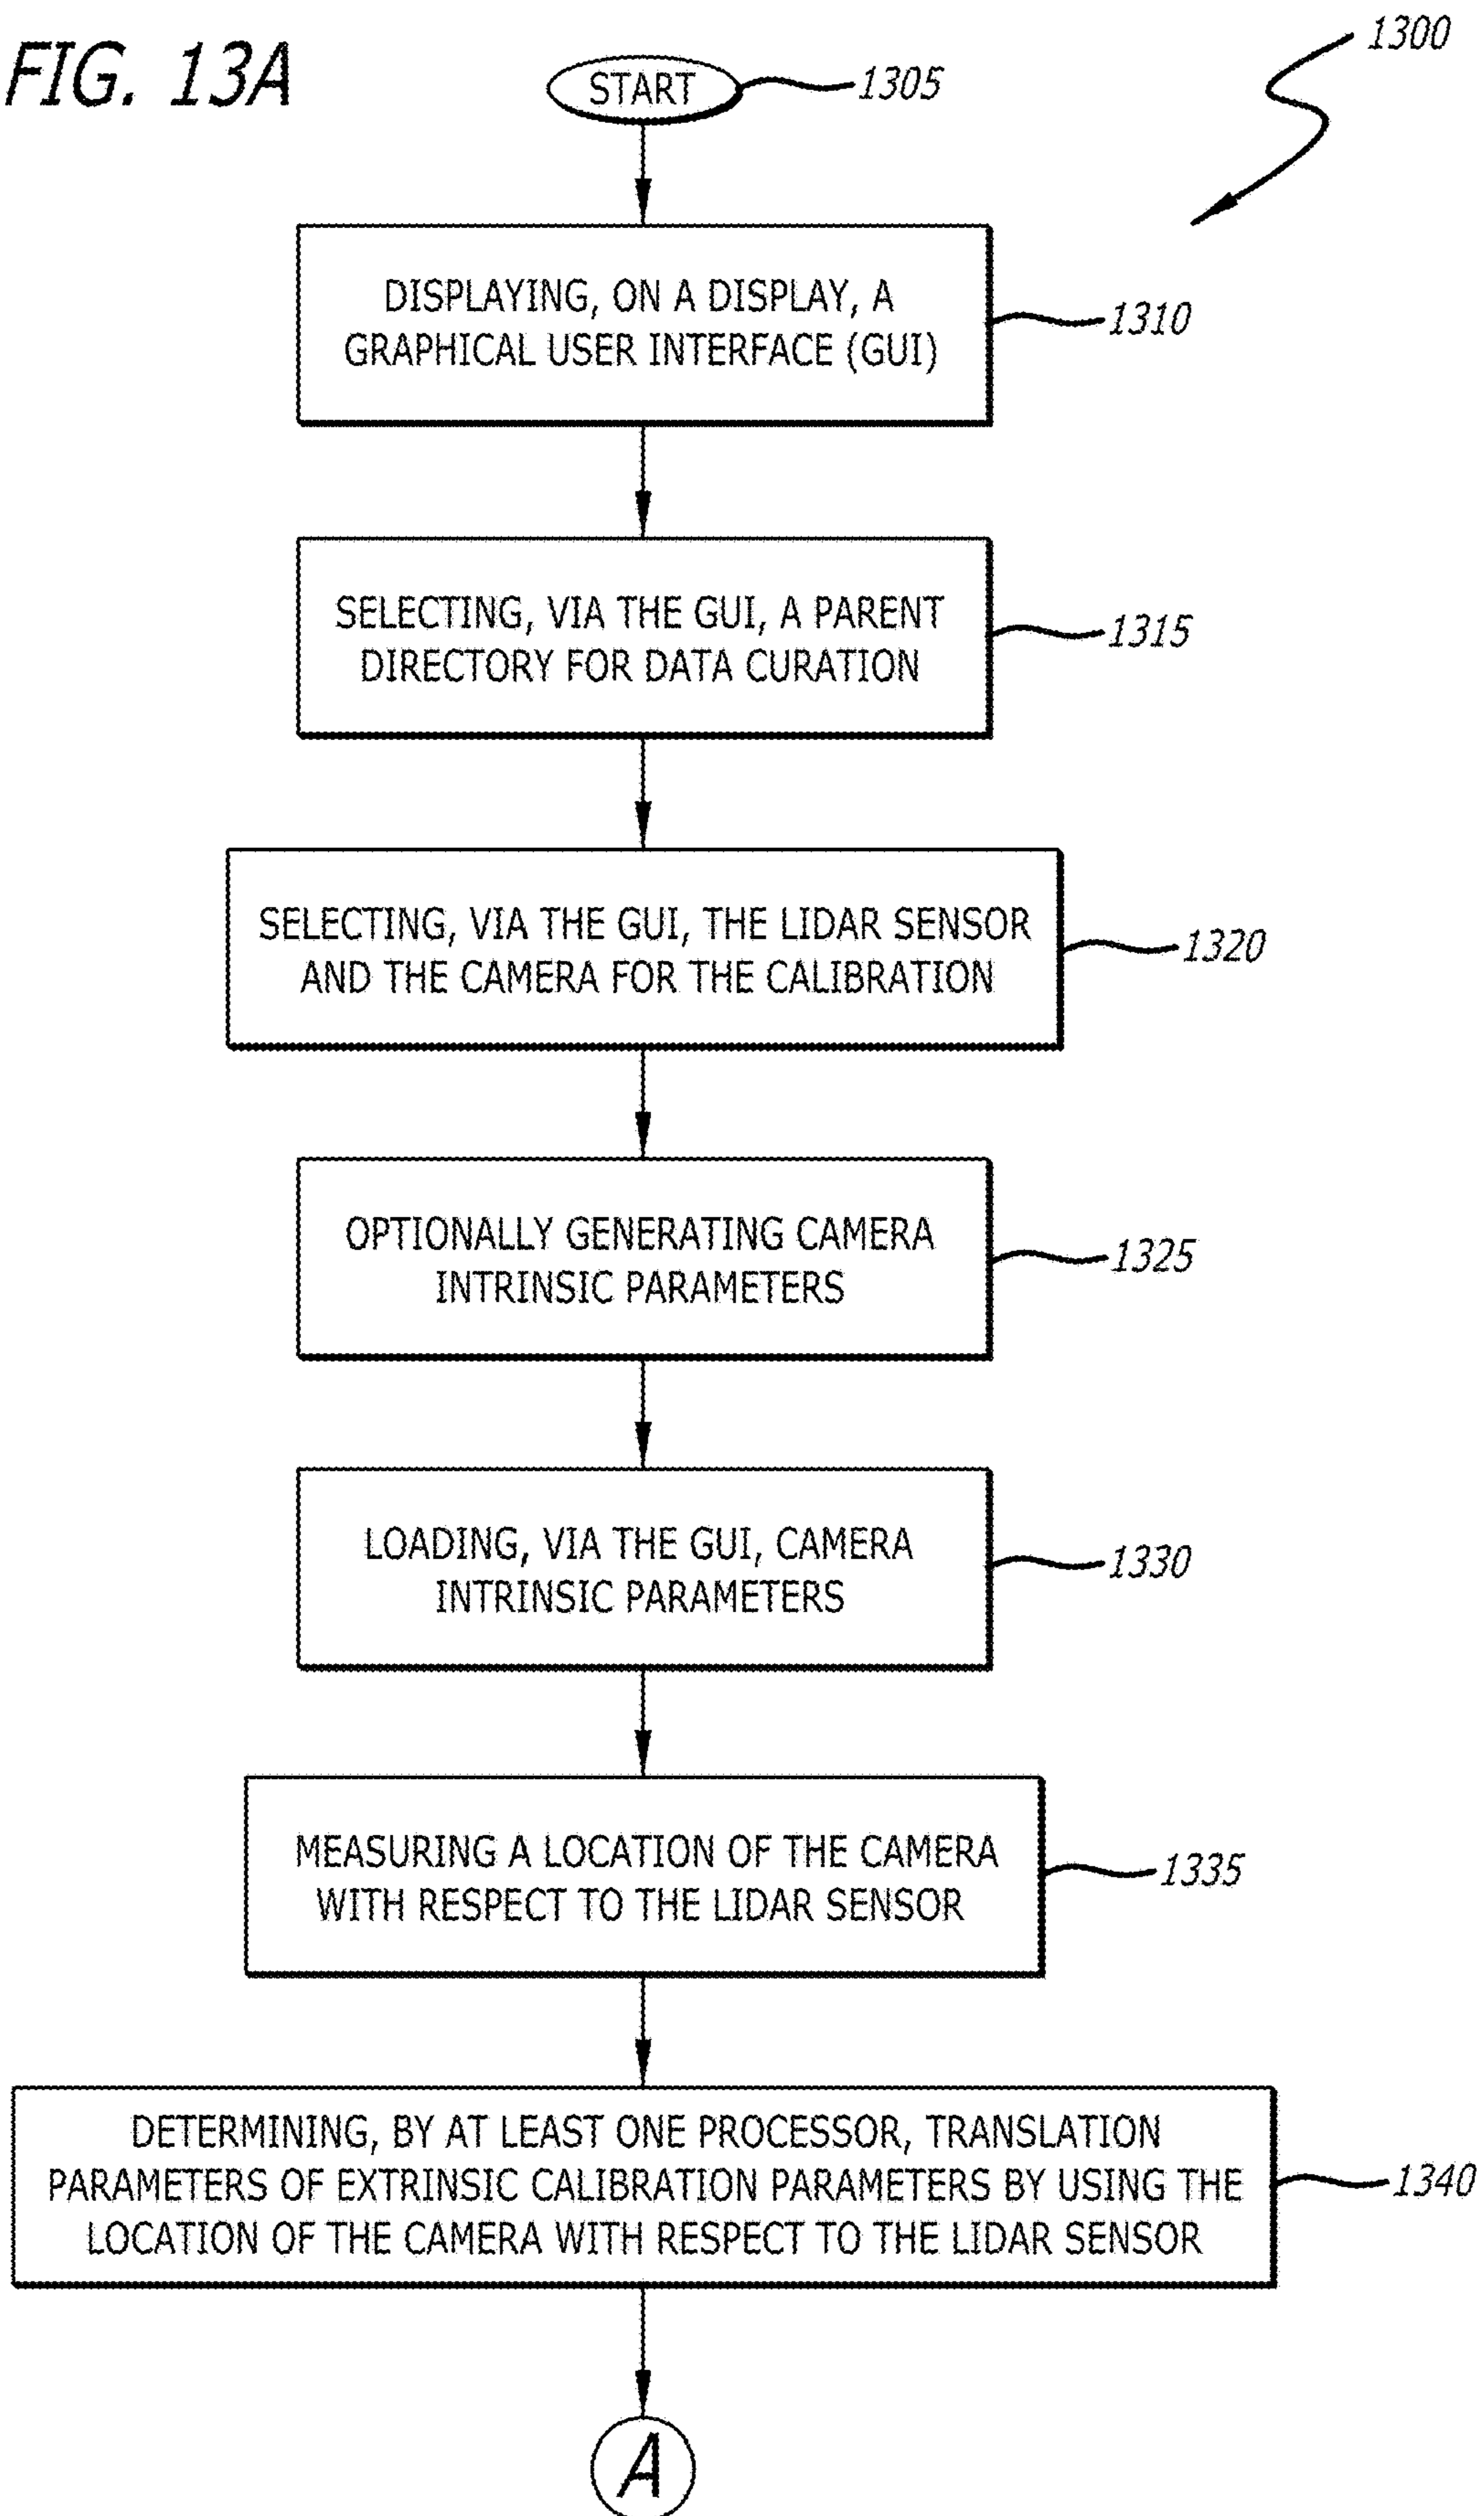 FIG. 13A
1300
START
1305
DISPLAYING, ON A DISPLAY, A
GRAPHICAL USER INTERFACE (GUI)
1310
SELECTING, VIA THE GUI, A PARENT
DIRECTORY FOR DATA CURATION
1315
SELECTING, VIA THE GUI, THE LIDAR SENSOR
AND THE CAMERA FOR THE CALIBRATION
1320
OPTIONALLY GENERATING CAMERA
INTRINSIC PARAMETERS
1325
LOADING, VIA THE GUI, CAMERA
INTRINSIC PARAMETERS
1330
MEASURING A LOCATION OF THE CAMERA
WITH RESPECT TO THE LIDAR SENSOR
1335
DETERMINING, BY AT LEAST ONE PROCESSOR, TRANSLATION
PARAMETERS OF EXTRINSIC CALIBRATION PARAMETERS BY USING THE
LOCATION OF THE CAMERA WITH RESPECT TO THE LIDAR SENSOR
1340
A